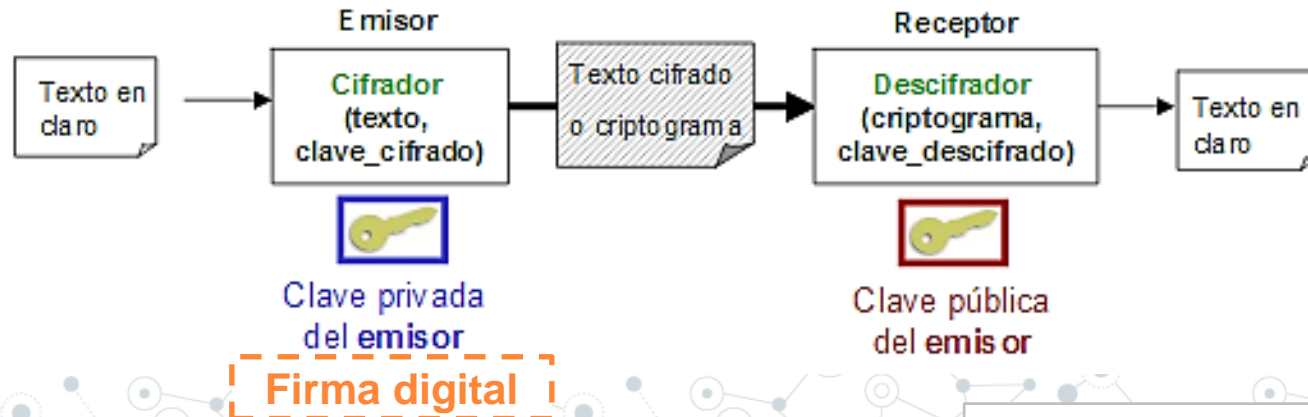 Emisor
Receptor
Texto en
claro
Cifrador
(texto,
clave_cifrado)
Texto cifrado
o criptograma
Descifrador
(criptograma,
clave_descifrado)
Texto en
claro
Clave privada
del emisor
Clave pública
del emisor
Firma digital